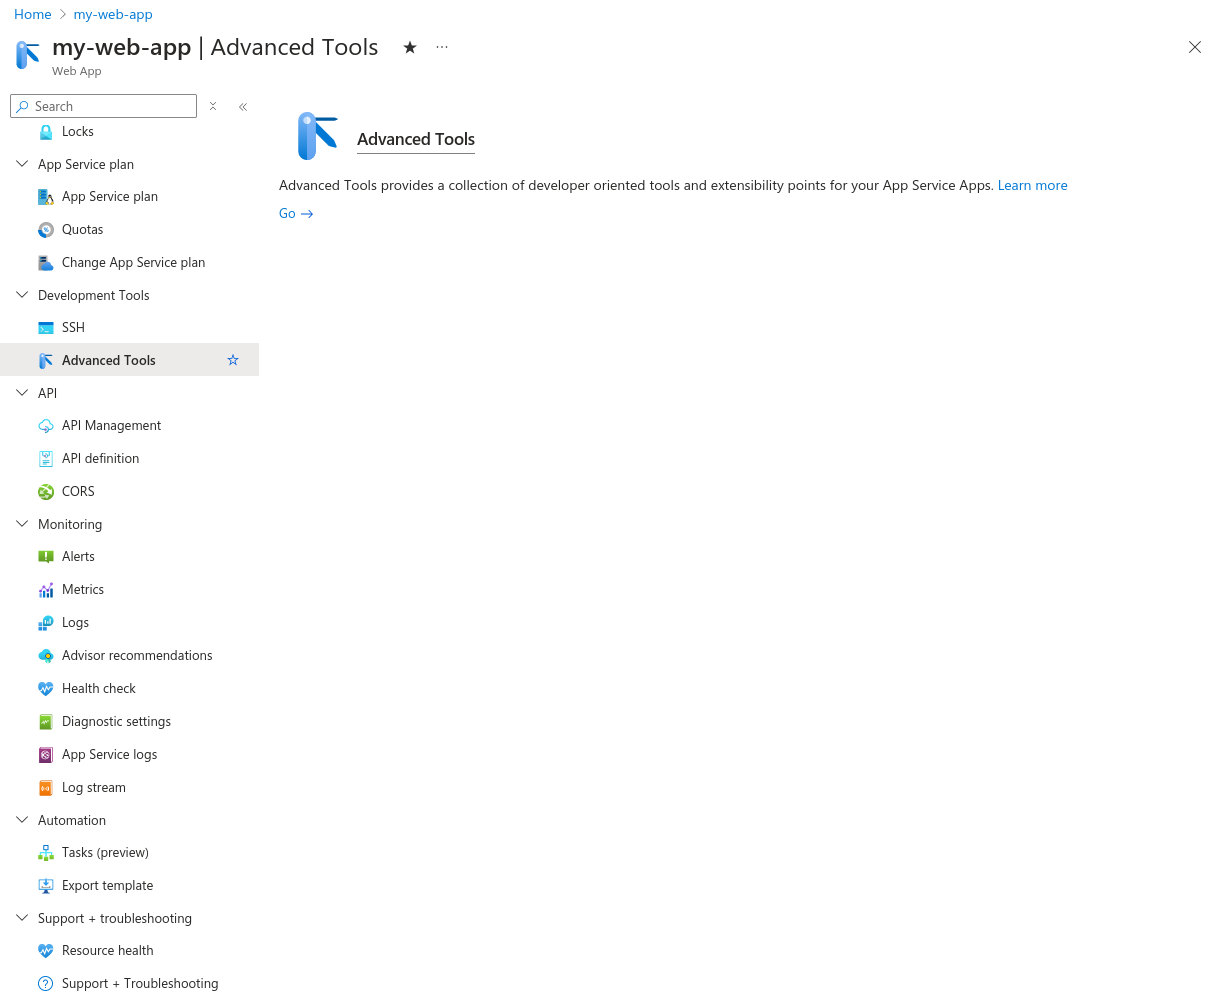 Home > my-web-app
my-web-app | Advanced Tools
Web App
Search
Locks
App Service plan
App Service plan
Quotas
Change App Service plan
Development Tools
SSH
Advanced Tools
API
API Management
API definition
CORS
Monitoring
Alerts
Metrics
Logs
Advisor recommendations
Health check
Diagnostic settings
App Service logs
Log stream
Automation
Tasks (preview)
Export template
Support + troubleshooting
Resource health
Support + Troubleshooting
Advanced Tools
Advanced Tools provides a collection of developer oriented tools and extensibility points for your App Service Apps. Learn more
Go →